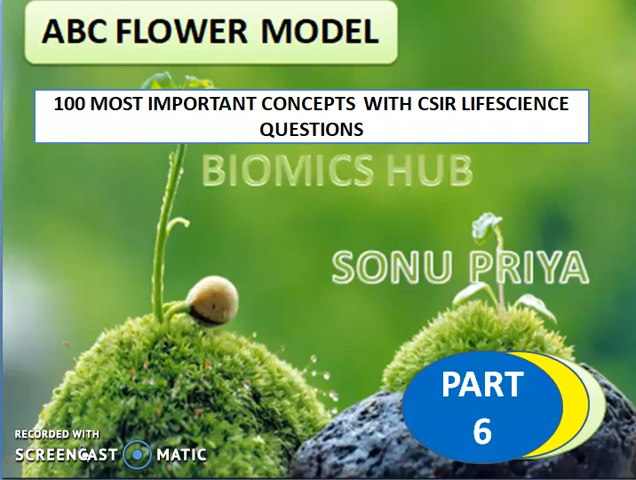 ABC FLOWER MODEL
100 MOST IMPORTANT CONCEPTS WITH CSIR LIFESCIENCE
QUESTIONS
BIOMICS HUB
SONU PRIYA
PART
6
RECORDED WITH
SCREENCAST MATIC